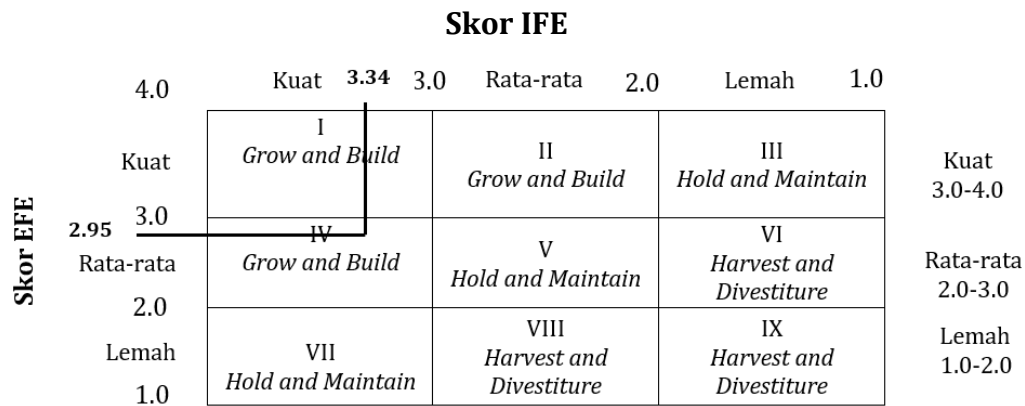 Skor IFE
4.0
Kuat 3.34 3.0 Rata-rata 2.0 Lemah 1.0
Skor EFE
Kuat
I
Grow and Build
II
Grow and Build
III
Hold and Maintain
Kuat
3.0-4.0
3.0
2.95
Rata-rata
IV
Grow and Build
V
Hold and Maintain
VI
Harvest and
Divestiture
Rata-rata
2.0-3.0
2.0
Lemah
VII
Hold and Maintain
VIII
Harvest and
Divestiture
IX
Harvest and
Divestiture
Lemah
1.0-2.0
1.0